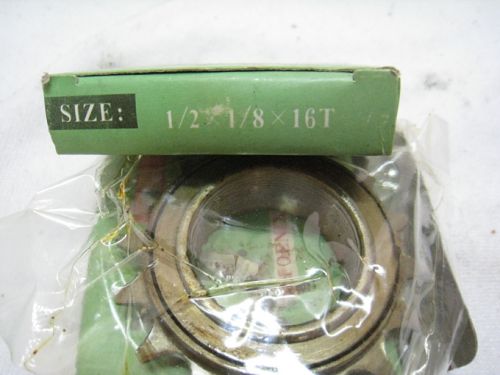 SIZE: 1/2 × 1/8 × 16T